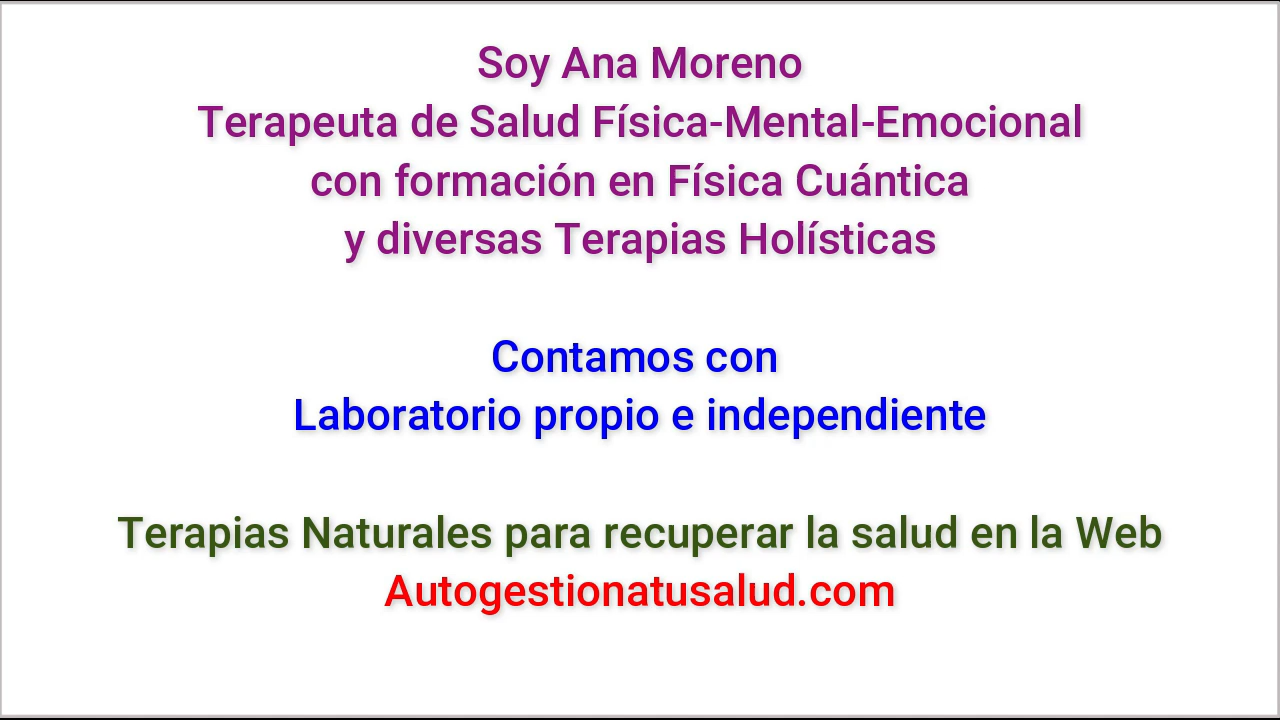 Soy Ana Moreno
Terapeuta de Salud Física-Mental-Emocional
con formación en Física Cuántica
y diversas Terapias Holísticas
Contamos con
Laboratorio propio e independiente
Terapias Naturales para recuperar la salud en la Web
Autogestionatusalud.com